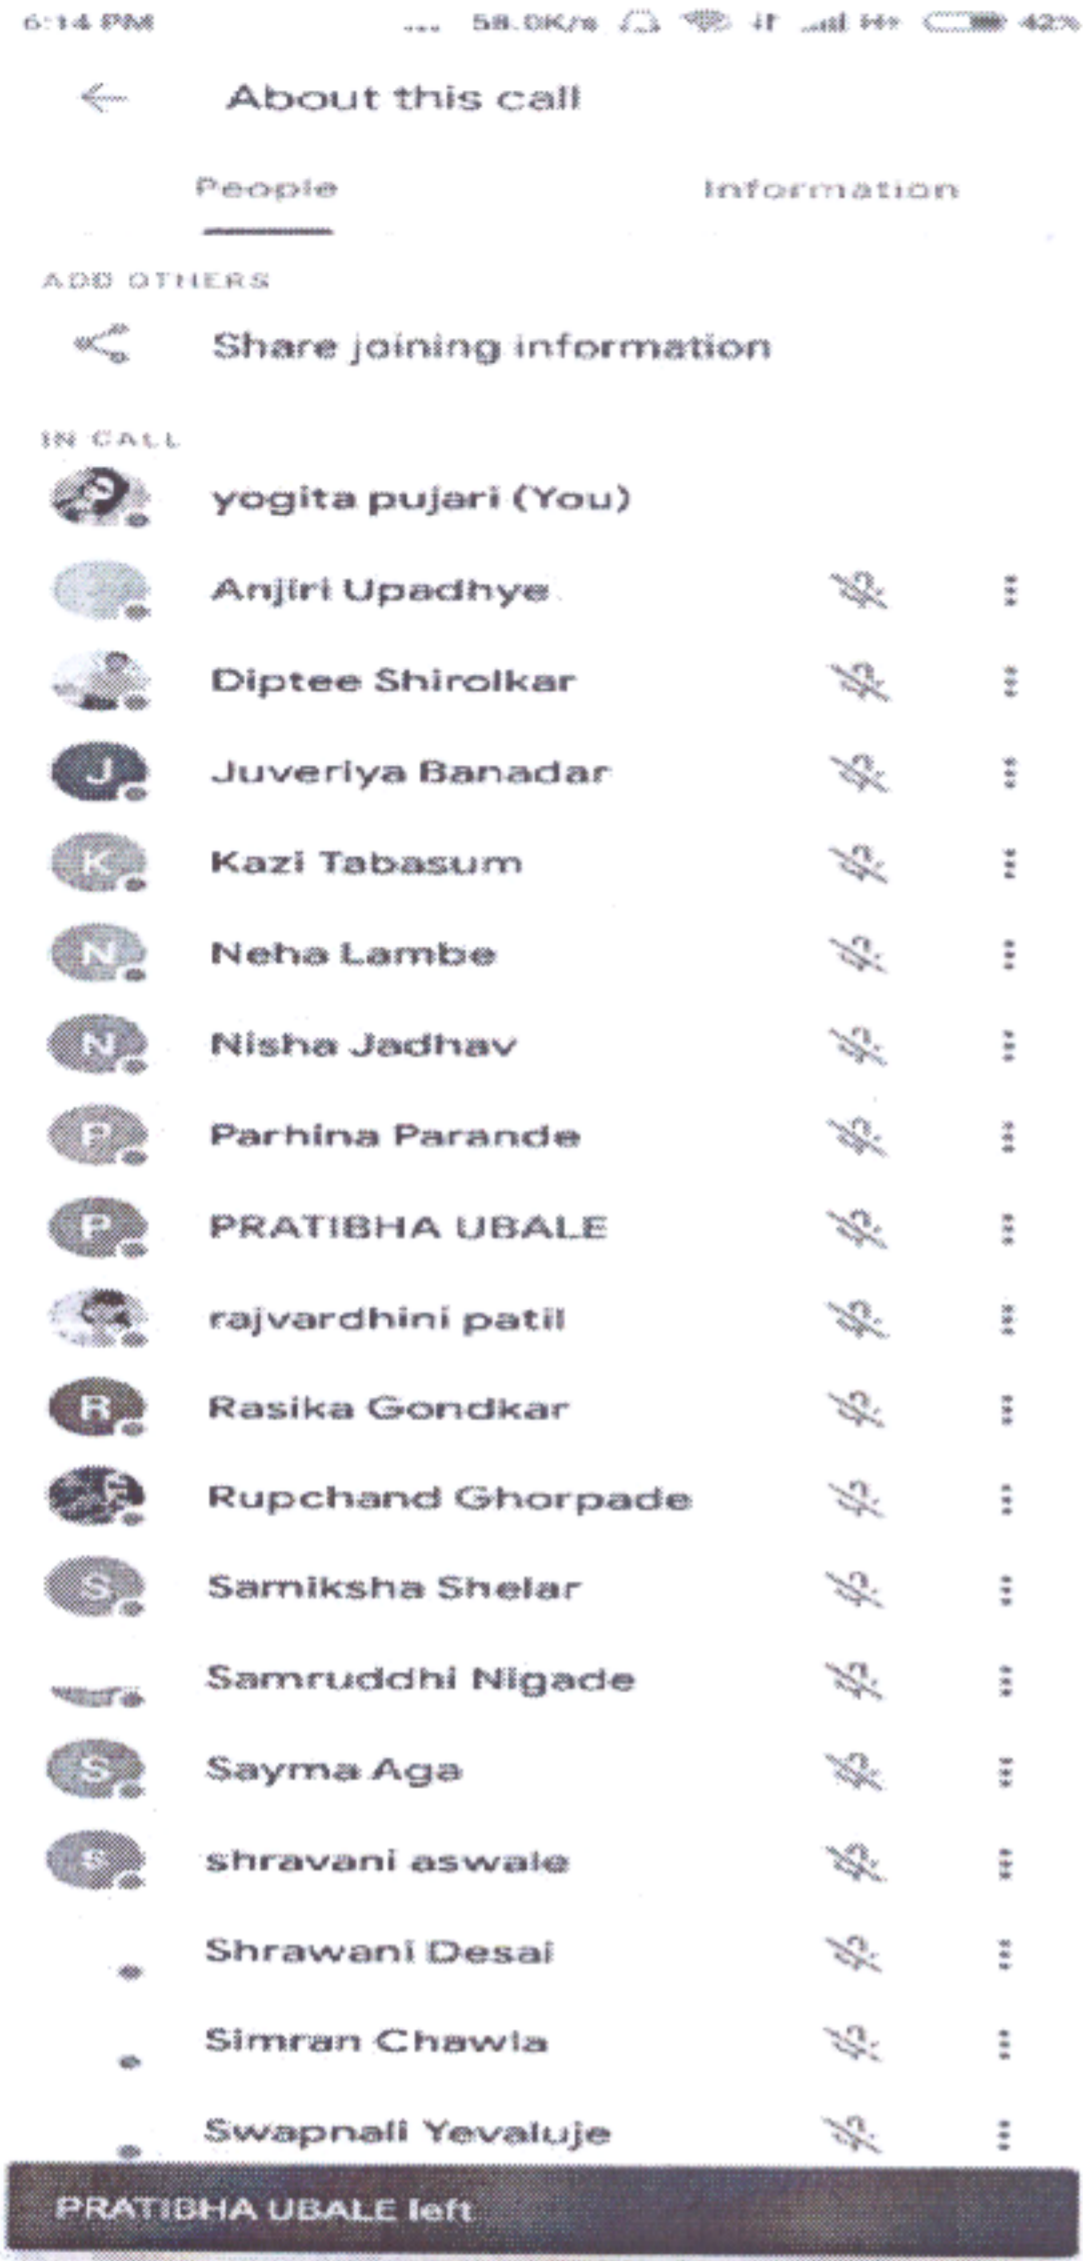 6:14 PM ... 58.0K/s H+ 42%
About this call
People Information
ADD OTHERS
Share joining information
IN CALL
yogita pujari (You)
Anjiri Upadhye
Diptee Shirolkar
J Juveriya Banadar
K Kazi Tabasum
N Neha Lambe
N Nisha Jadhav
P Parhina Parande
P PRATIBHA UBALE
rajvardhini patil
R Rasika Gondkar
Rupchand Ghorpade
S Samiksha Shelar
Samruddhi Nigade
S Sayma Aga
s shravani aswale
Shrawani Desai
Simran Chawla
Swapnali Yevaluje
PRATIBHA UBALE left